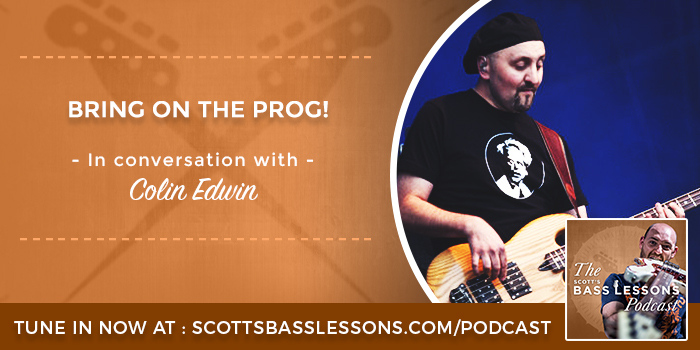 BRING ON THE PROG!
- In conversation with -
Colin Edwin
The
SCOTT'S
BASS LESSONS
Podcast
TUNE IN NOW AT : SCOTTSBASSLESSONS.COM/PODCAST